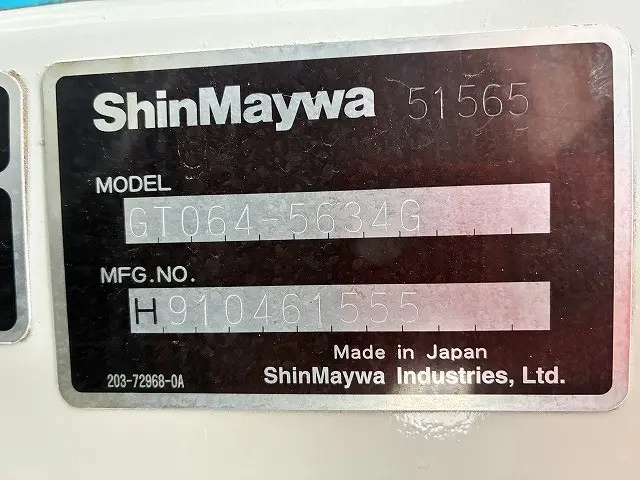 ShinMaywa 51565
MODEL
GT064-5634G
MFG.NO.
H910461555
Made in Japan
203-72968-0A ShinMaywa Industries, Ltd.